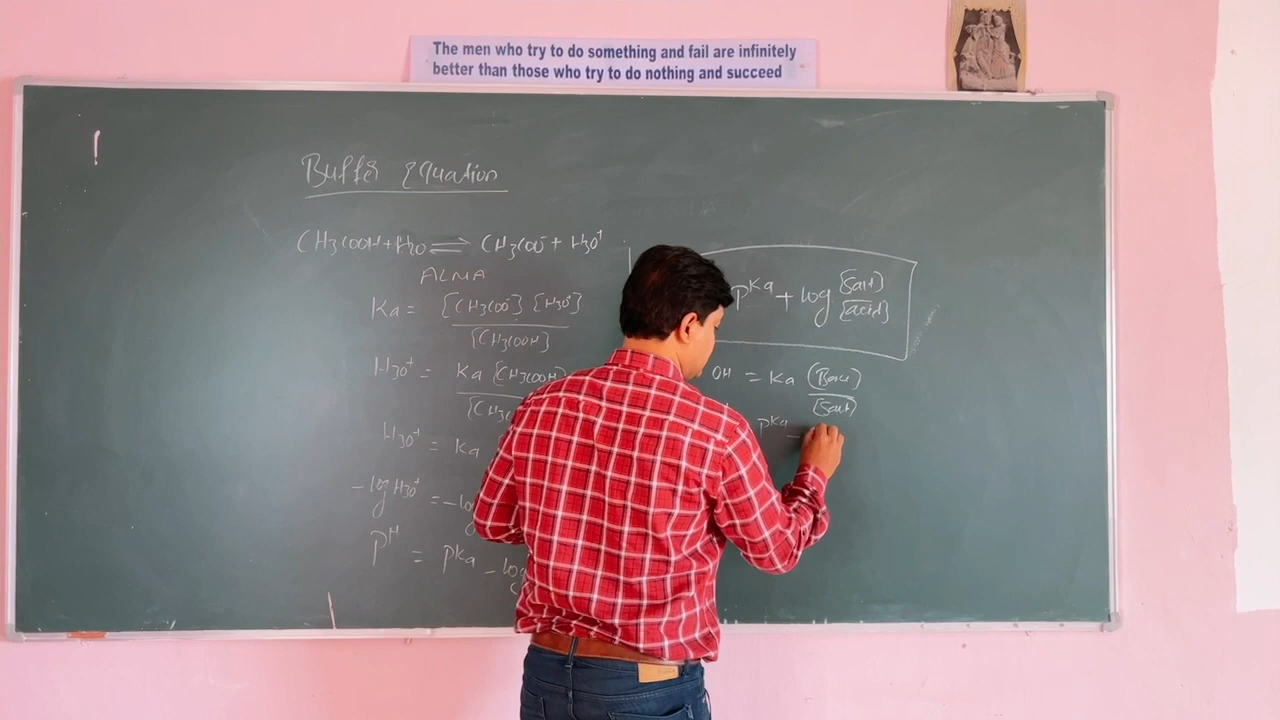 The men who try to do something and fail are infinitely
better than those who try to do nothing and succeed
Buffer Equation
CH3COOH + H2O ⇌ CH3COO⁻ + H3O⁺
ALMA
Ka = [CH3COO⁻] [H3O⁺]
[CH3COOH]
H3O⁺ = Ka [CH3COOH
[CH3C
H3O⁺ = Ka
-log H3O⁺ = -lo
pH = pKa - log
pKa + log [Salt]
[acid]
OH = Ka (Base)
[Salt)
pKa -